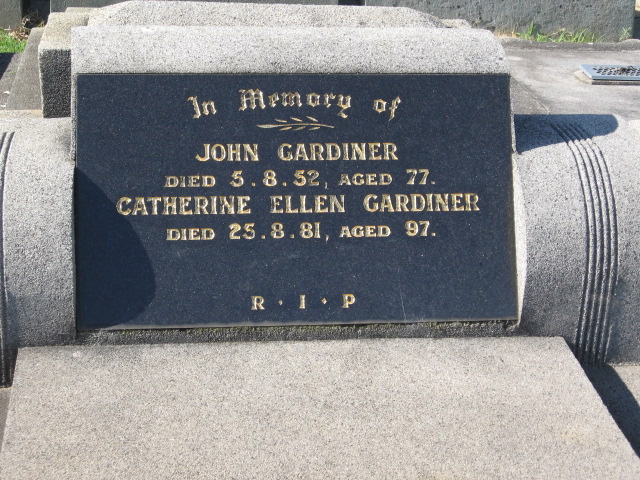 In Memory of
JOHN GARDINER
DIED 5.8.52, AGED 77.
CATHERINE ELLEN GARDINER
DIED 25.8.81, AGED 97.
R · I · P